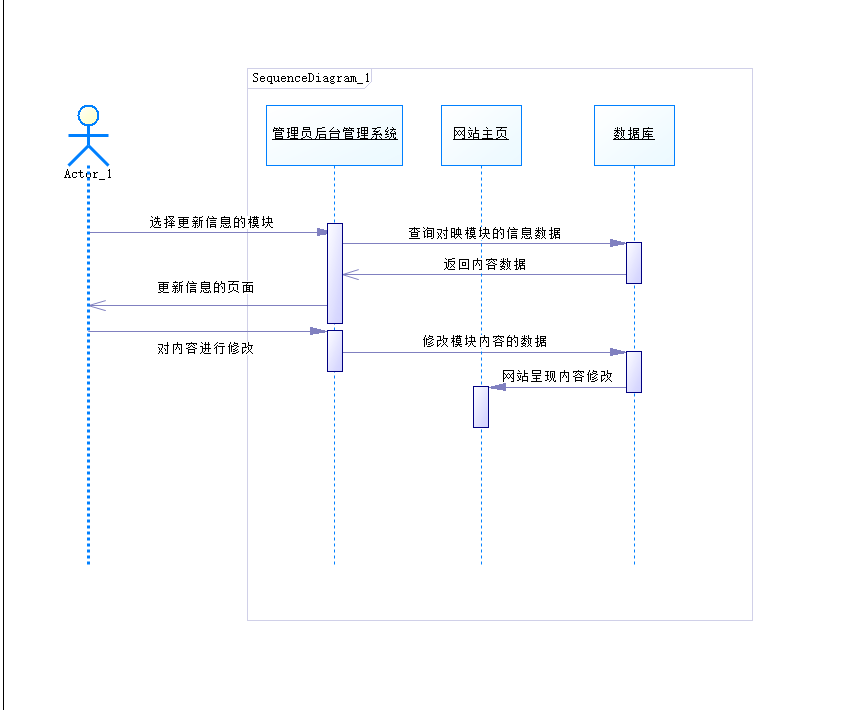 SequenceDiagram_1
管理员后台管理系统
网站主页
数据库
Actor_1
选择更新信息的模块
查询对映模块的信息数据
返回内容数据
更新信息的页面
对内容进行修改
修改模块内容的数据
网站呈现内容修改